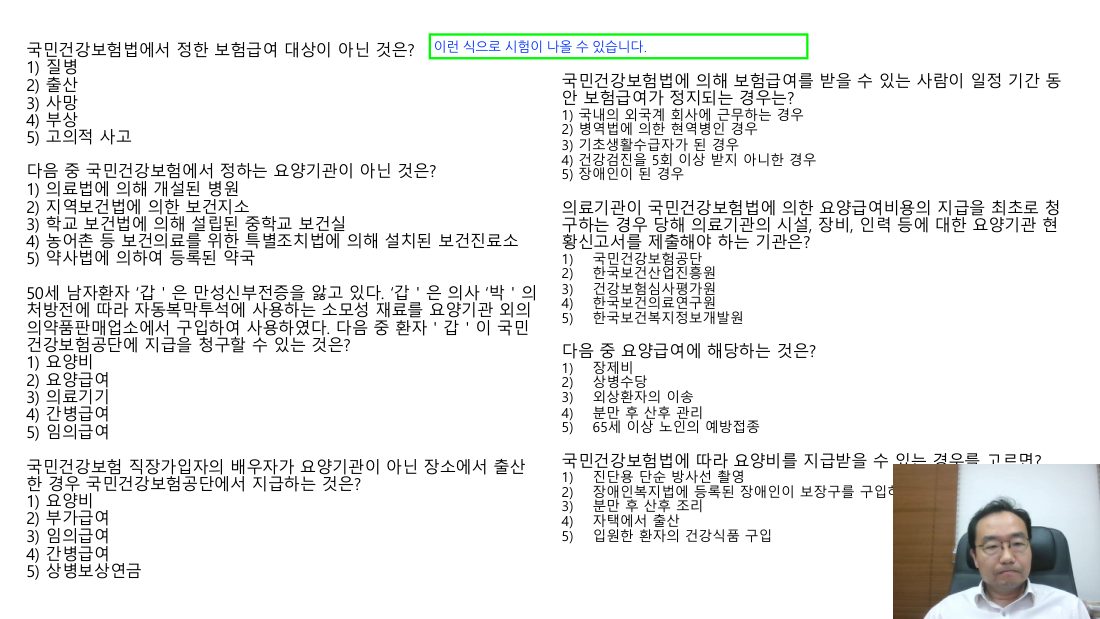 국민건강보험법에서 정한 보험급여 대상이 아닌 것은?
1) 질병
2) 출산
3) 사망
4) 부상
5) 고의적 사고
다음 중 국민건강보험에서 정하는 요양기관이 아닌 것은?
1) 의료법에 의해 개설된 병원
2) 지역보건법에 의한 보건지소
3) 학교 보건법에 의해 설립된 중학교 보건실
4) 농어촌 등 보건의료를 위한 특별조치법에 의해 설치된 보건진료소
5) 약사법에 의하여 등록된 약국
50세 남자환자 ‘갑 ' 은 만성신부전증을 앓고 있다. ‘갑 ' 은 의사 ‘박 ' 의
처방전에 따라 자동복막투석에 사용하는 소모성 재료를 요양기관 외의
의약품판매업소에서 구입하여 사용하였다. 다음 중 환자 ' 갑 ' 이 국민
건강보험공단에 지급을 청구할 수 있는 것은?
1) 요양비
2) 요양급여
3) 의료기기
4) 간병급여
5) 임의급여
국민건강보험 직장가입자의 배우자가 요양기관이 아닌 장소에서 출산
한 경우 국민건강보험공단에서 지급하는 것은?
1) 요양비
2) 부가급여
3) 임의급여
4) 간병급여
5) 상병보상연금
이런 식으로 시험이 나올 수 있습니다.
국민건강보험법에 의해 보험급여를 받을 수 있는 사람이 일정 기간 동
안 보험급여가 정지되는 경우는?
1) 국내의 외국계 회사에 근무하는 경우
2) 병역법에 의한 현역병인 경우
3) 기초생활수급자가 된 경우
4) 건강검진을 5회 이상 받지 아니한 경우
5) 장애인이 된 경우
의료기관이 국민건강보험법에 의한 요양급여비용의 지급을 최초로 청
구하는 경우 당해 의료기관의 시설, 장비, 인력 등에 대한 요양기관 현
황신고서를 제출해야 하는 기관은?
1) 국민건강보험공단
2) 한국보건산업진흥원
3) 건강보험심사평가원
4) 한국보건의료연구원
5) 한국보건복지정보개발원
다음 중 요양급여에 해당하는 것은?
1) 장제비
2) 상병수당
3) 외상환자의 이송
4) 분만 후 산후 관리
5) 65세 이상 노인의 예방접종
국민건강보험법에 따라 요양비를 지급받을 수 있는 경우를 고르면?
1) 진단용 단순 방사선 촬영
2) 장애인복지법에 등록된 장애인이 보장구를
3) 분만 후 산후 조리
4) 자택에서 출산
5) 입원한 환자의 건강식품 구입